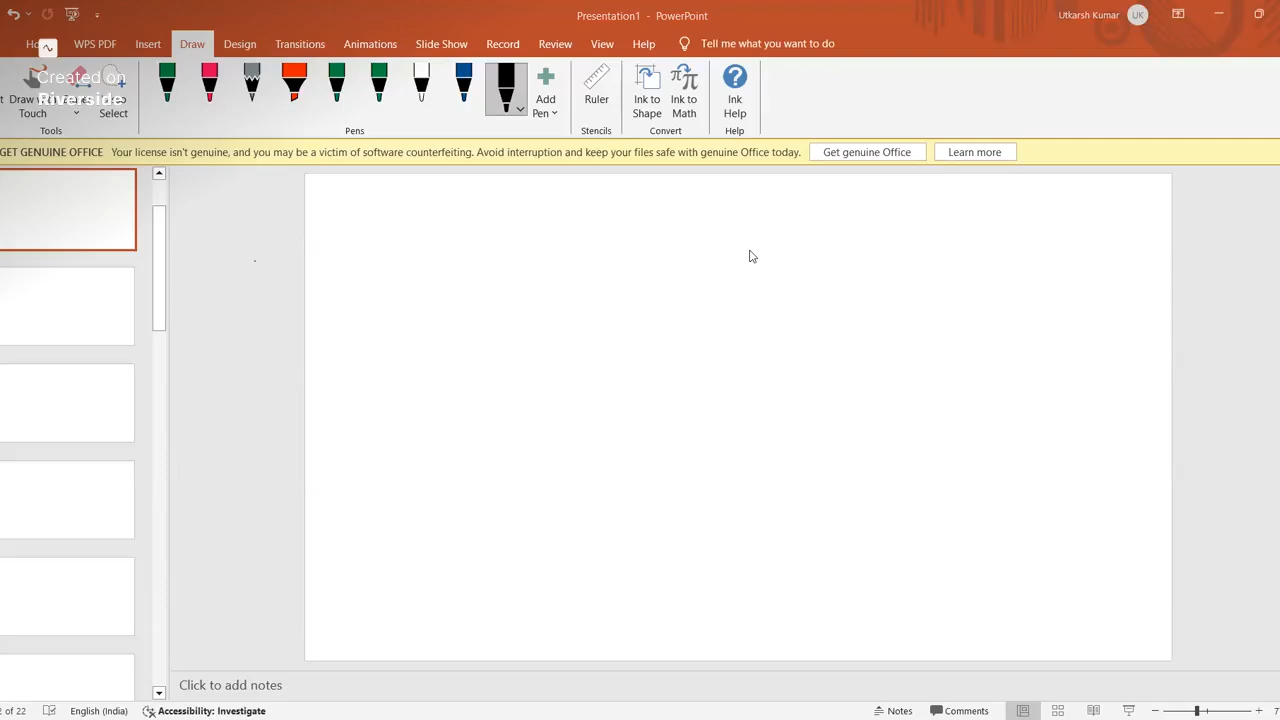 Presentation1 - PowerPoint
Utkarsh Kumar UK
WPS PDF Insert Draw Design Transitions Animations Slide Show Record Review View Help Tell me what you want to do
Created on
Riverside
Draw
Touch
Select
Tools
Pens
Add
Pen
Ruler
Stencils
Ink to
Shape
Ink to
Math
Convert
Ink
Help
Help
GET GENUINE OFFICE Your license isn't genuine, and you may be a victim of software counterfeiting. Avoid interruption and keep your files safe with genuine Office today. Get genuine Office Learn more
Click to add notes
of 22 English (India) Accessibility: Investigate Notes Comments 7